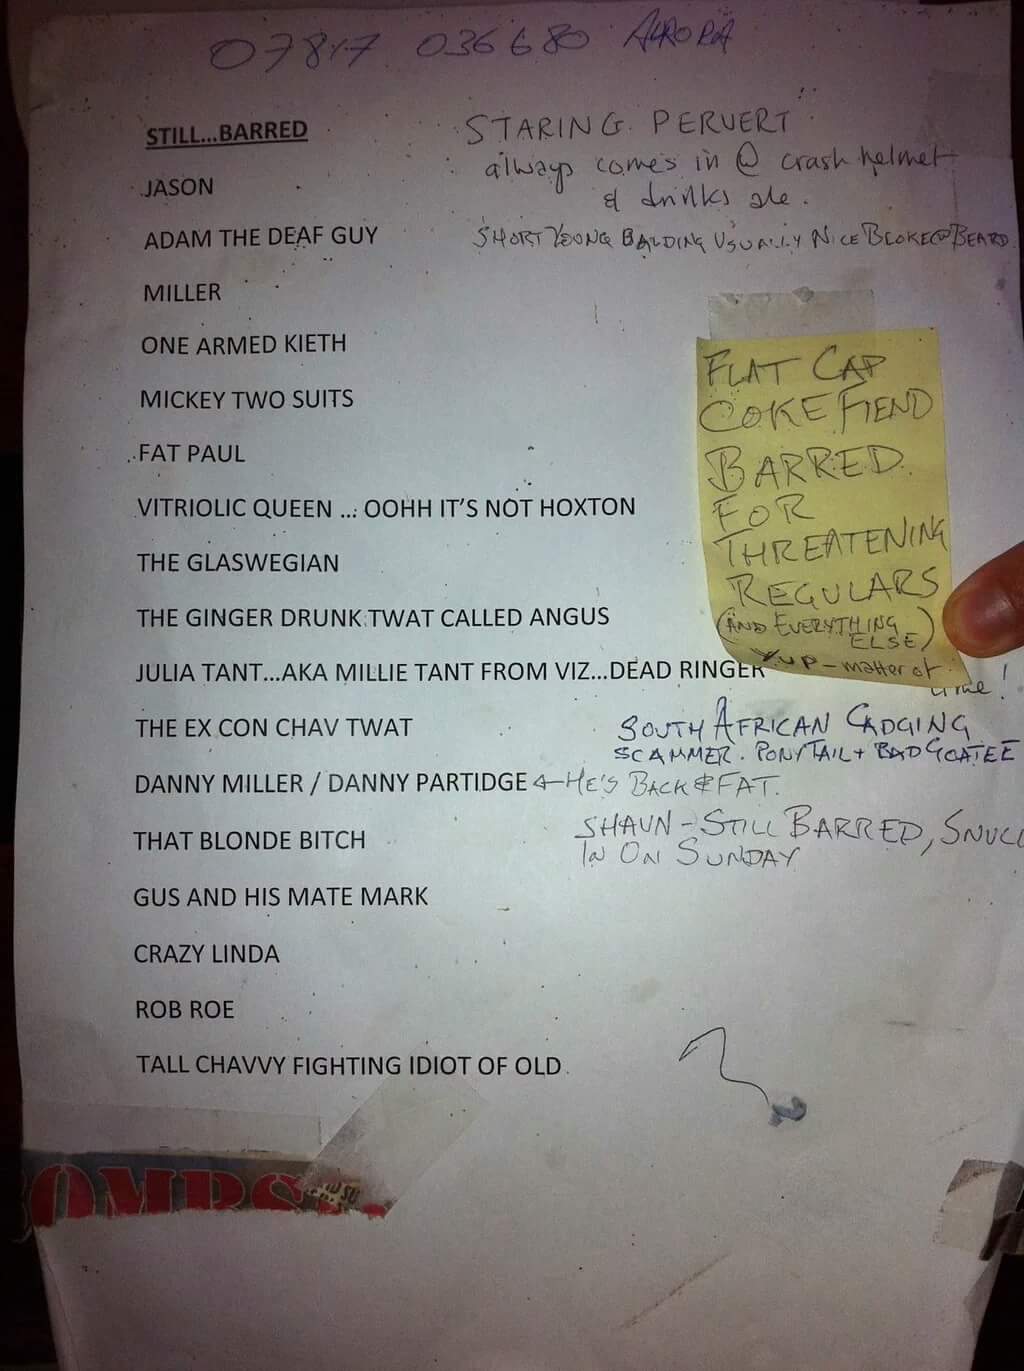 07817 036680 AURORA
STILL...BARRED
STARING PERVERT
always comes in @ crash helmet
& drinks ale.
JASON
ADAM THE DEAF GUY
SHORT YOUNG BALDING USUALLY NICE BLOKE @ BEARD.
MILLER
ONE ARMED KIETH
MICKEY TWO SUITS
FAT PAUL
VITRIOLIC QUEEN ... OOHH IT'S NOT HOXTON
THE GLASWEGIAN
THE GINGER DRUNK TWAT CALLED ANGUS
JULIA TANT...AKA MILLIE TANT FROM VIZ...DEAD RINGER
THE EX CON CHAV TWAT
DANNY MILLER / DANNY PARTIDGE ← HE'S BACK & FAT.
THAT BLONDE BITCH
GUS AND HIS MATE MARK
CRAZY LINDA
ROB ROE
TALL CHAVVY FIGHTING IDIOT OF OLD
FLAT CAP
COKE FIEND
BARRED.
FOR
THREATENING
REGULARS
(AND EVERYTHING
ELSE)
yup - matter of
time!
SOUTH AFRICAN CADGING
SCAMMER. PONYTAIL + BAD GOATEE
SHAUN - STILL BARRED, SNUC
IN ON SUNDAY